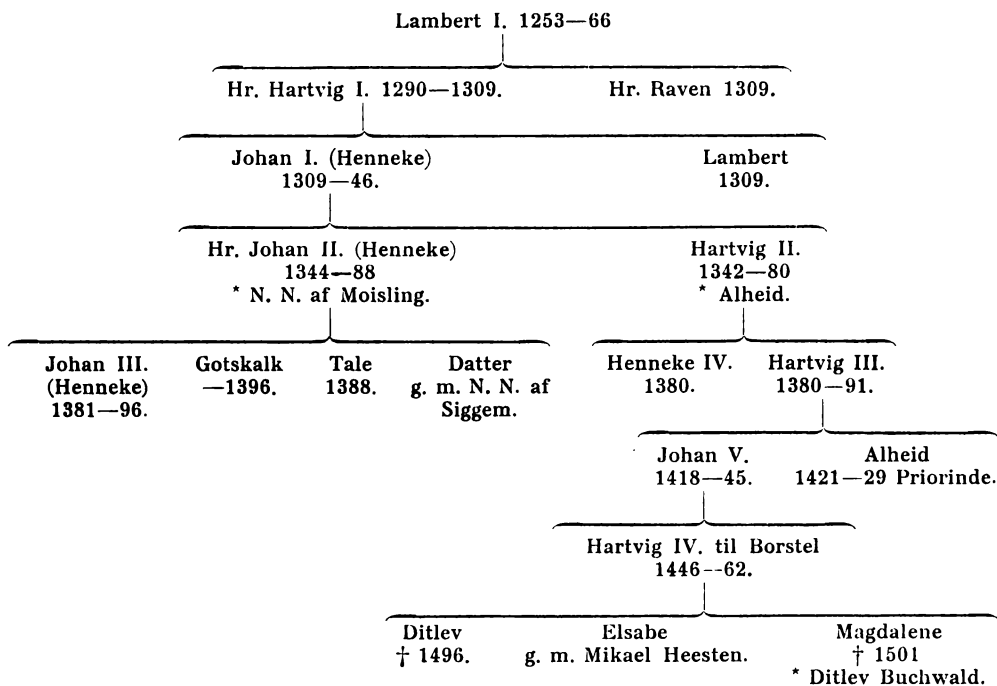 Lambert I. 1253—66
Hr. Hartvig I. 1290—1309.
Hr. Raven 1309.
Johan I. (Henneke)
1309—46.
Lambert
1309.
Hr. Johan II. (Henneke)
1344—88
* N. N. af Moisling.
Hartvig II.
1342—80
* Alheid.
Johan III.
(Henneke)
1381—96.
Gotskalk
—1396.
Tale
1388.
Datter
g. m. N. N. af
Siggem.
Henneke IV.
1380.
Hartvig III.
1380—91.
Johan V.
1418—45.
Alheid
1421—29 Priorinde.
Hartvig IV. til Borstel
1446--62.
Ditlev
† 1496.
Elsabe
g. m. Mikael Heesten.
Magdalene
† 1501
* Ditlev Buchwald.